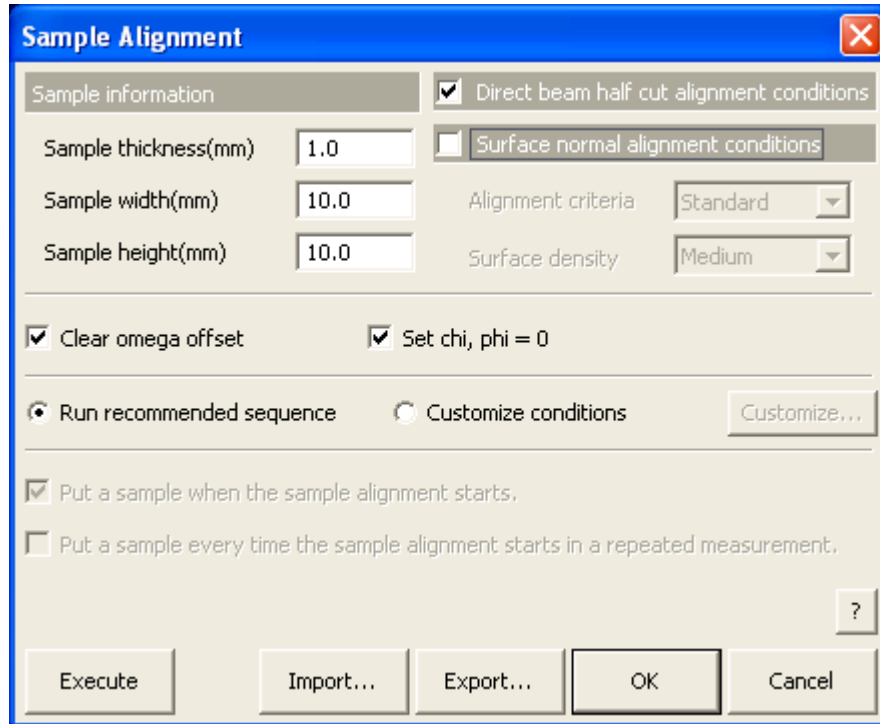 Sample Alignment
Sample information
Direct beam half cut alignment conditions
Sample thickness(mm) 1.0
Surface normal alignment conditions
Sample width(mm) 10.0
Alignment criteria Standard
Sample height(mm) 10.0
Surface density Medium
Clear omega offset Set chi, phi = 0
Run recommended sequence Customize conditions Customize...
Put a sample when the sample alignment starts.
Put a sample every time the sample alignment starts in a repeated measurement.
?
Execute Import... Export... OK Cancel